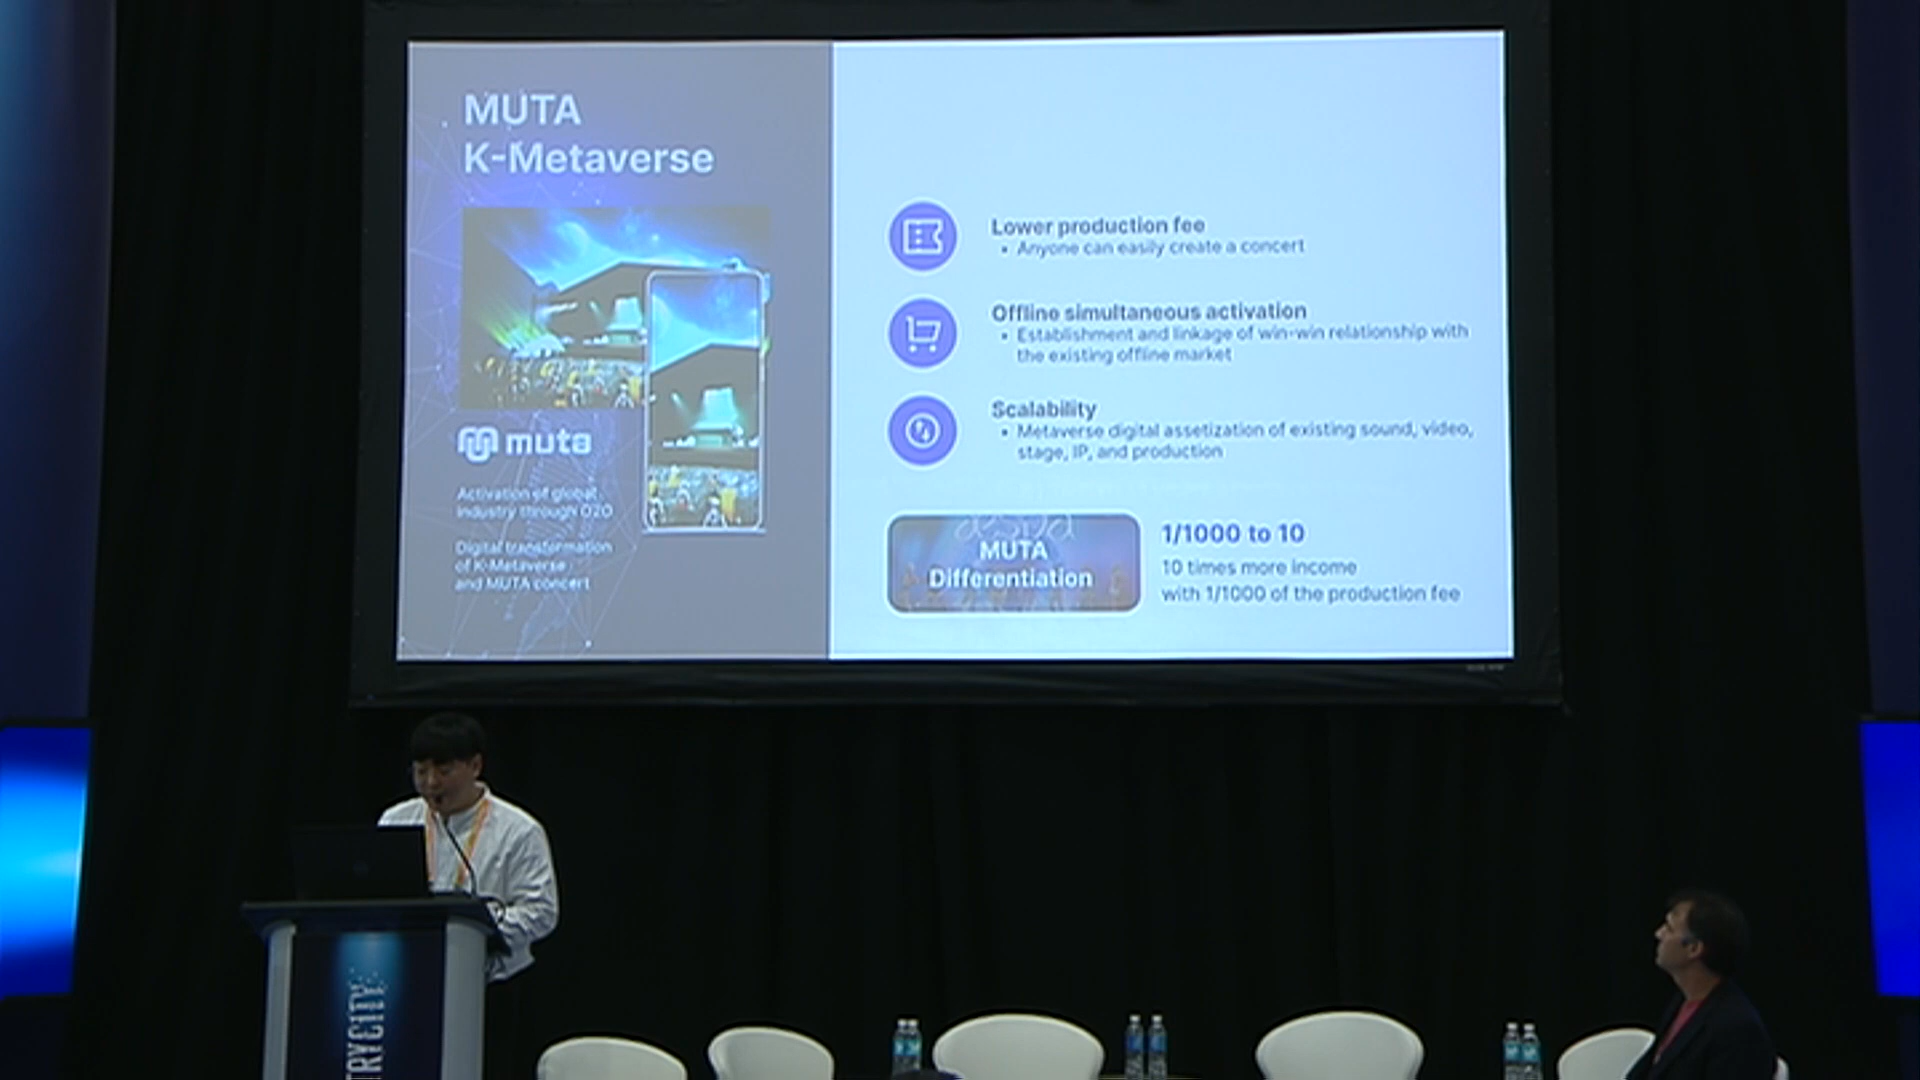 MUTA
K-Metaverse
muta
Activation of global
industry through O2O
Digital transformation
of K-Metaverse
and MUTA concert
Lower production fee
• Anyone can easily create a concert
Offline simultaneous activation
• Establishment and linkage of win-win relationship with
the existing offline market
Scalability
• Metaverse digital assetization of existing sound, video,
stage, IP, and production
aespa
MUTA
Differentiation
1/1000 to 10
10 times more income
with 1/1000 of the production fee
TRYCITY